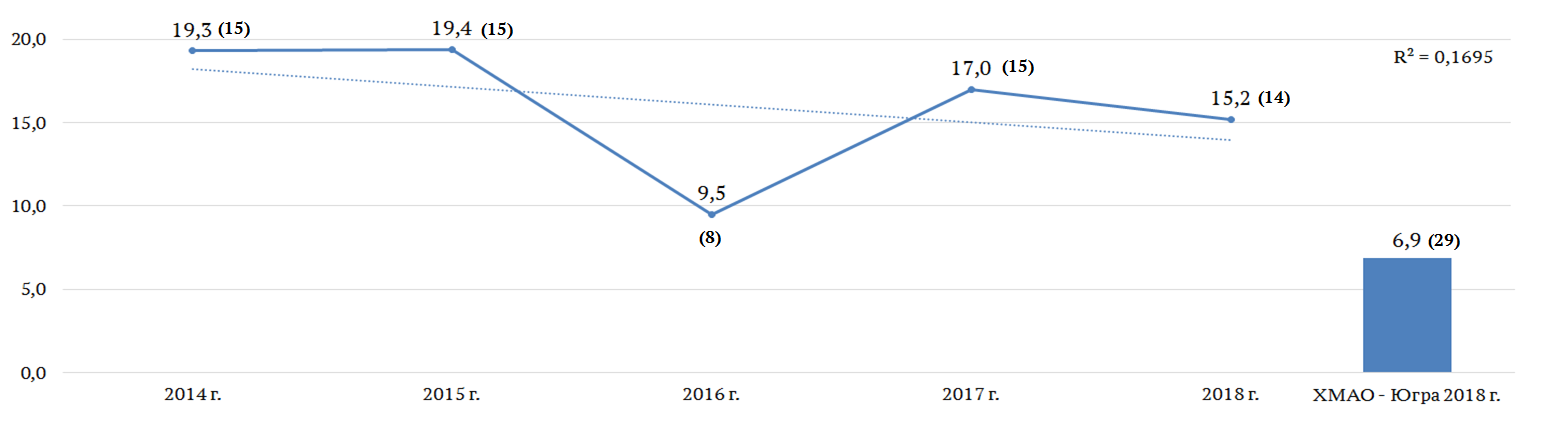 19,3 (15)
19,4 (15)
20,0
R² = 0,1695
17,0 (15)
15,2 (14)
15,0
9,5
10,0
(8)
6,9 (29)
5,0
0,0
2014 г.
2015 г.
2016 г.
2017 г.
2018 г.
ХМАО - Югра 2018 г.